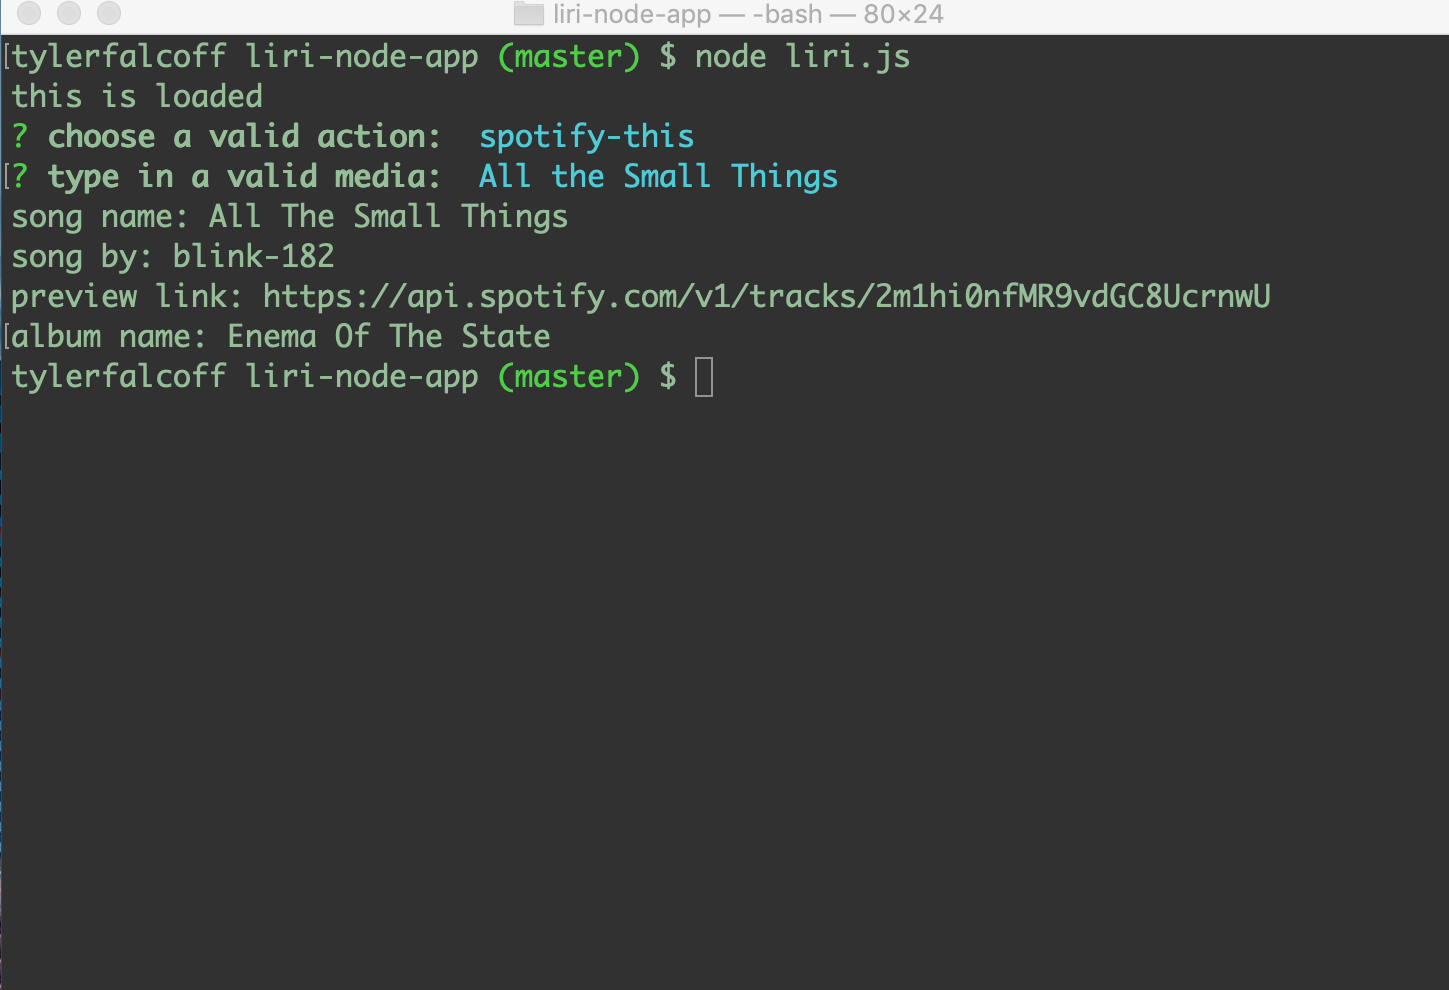 liri-node-app — -bash — 80×24
[tylerfalcoff liri-node-app (master) $ node liri.js
this is loaded
? choose a valid action:  spotify-this
[? type in a valid media:  All the Small Things
song name: All The Small Things
song by: blink-182
preview link: https://api.spotify.com/v1/tracks/2m1hi0nfMR9vdGC8UcrnwU
[album name: Enema Of The State
tylerfalcoff liri-node-app (master) $